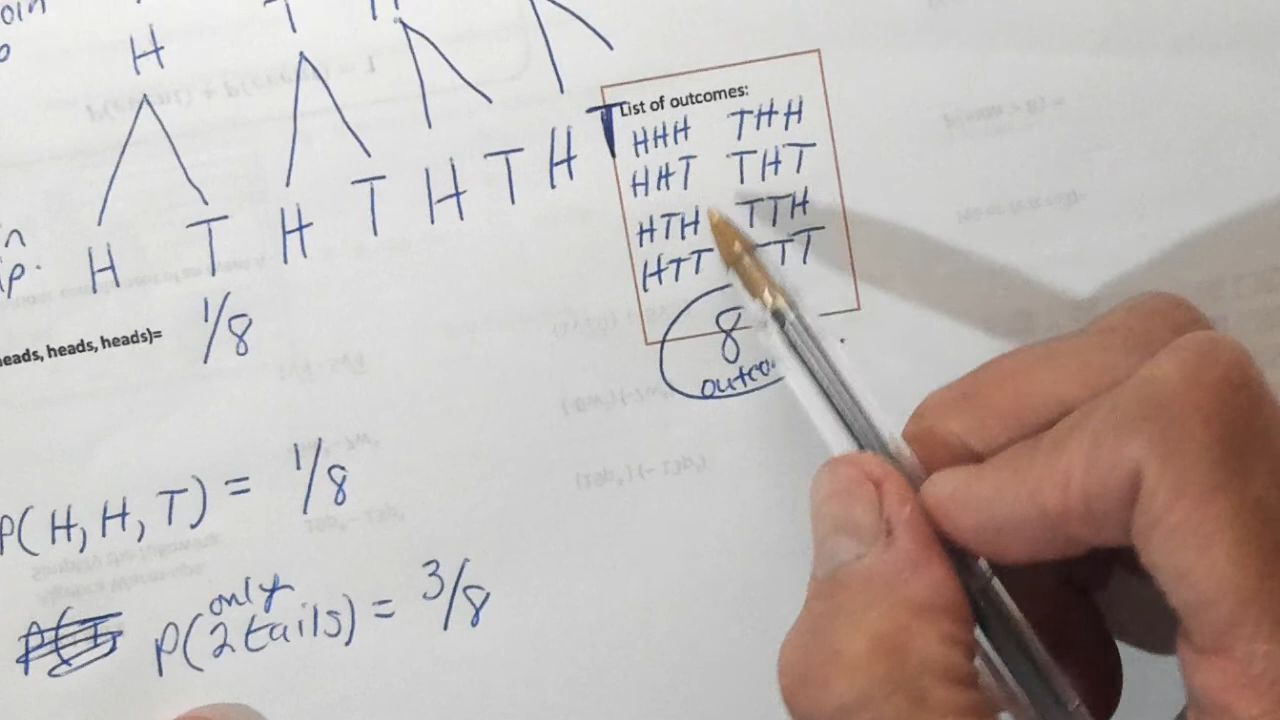 H
H T H T H T H T
List of outcomes:
HHH THH
HHT THT
HTH TTH
HTT TTT
8
heads, heads, heads)= 1/8
P(H, H, T) = 1/8
only
P(2 tails) = 3/8